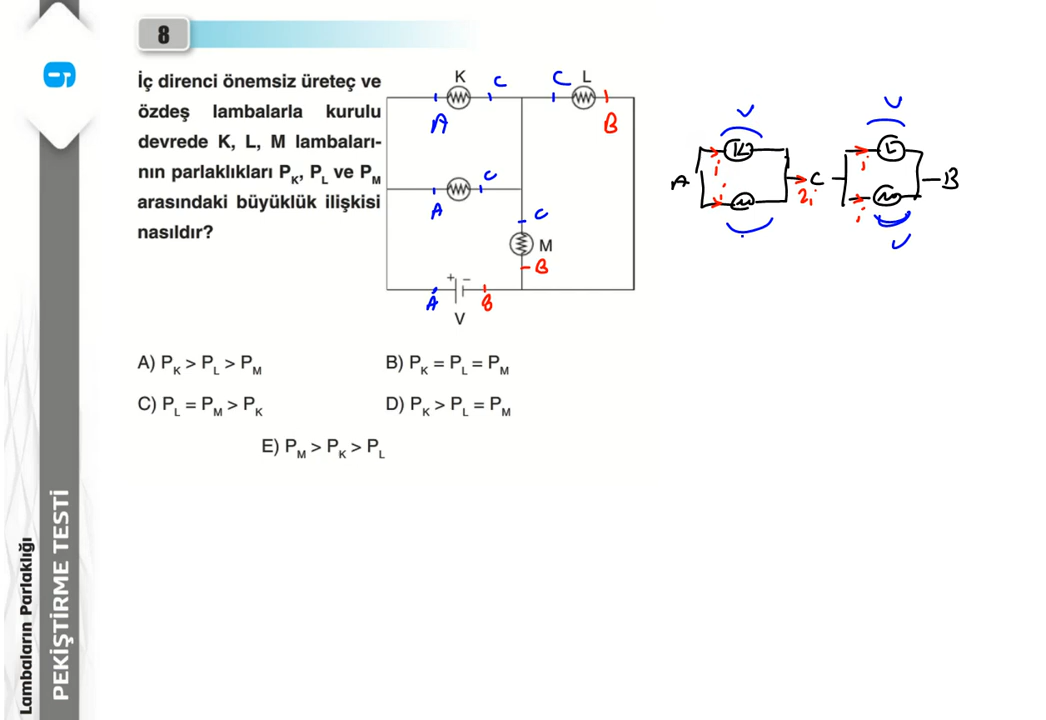 8
9
İç direnci önemsiz üreteç ve
özdeş lambalarla kurulu
devrede K, L, M lambaları-
nın parlaklıkları P_K, P_L ve P_M
arasındaki büyüklük ilişkisi
nasıldır?
K C C L
A B
C
A
C
M
B
+ -
A B
V
V V
K L
i i
A 2i C B
i i
V
A) P_K > P_L > P_M
B) P_K = P_L = P_M
C) P_L = P_M > P_K
D) P_K > P_L = P_M
E) P_M > P_K > P_L
Lambaların Parlaklığı
PEKİŞTİRME TESTİ